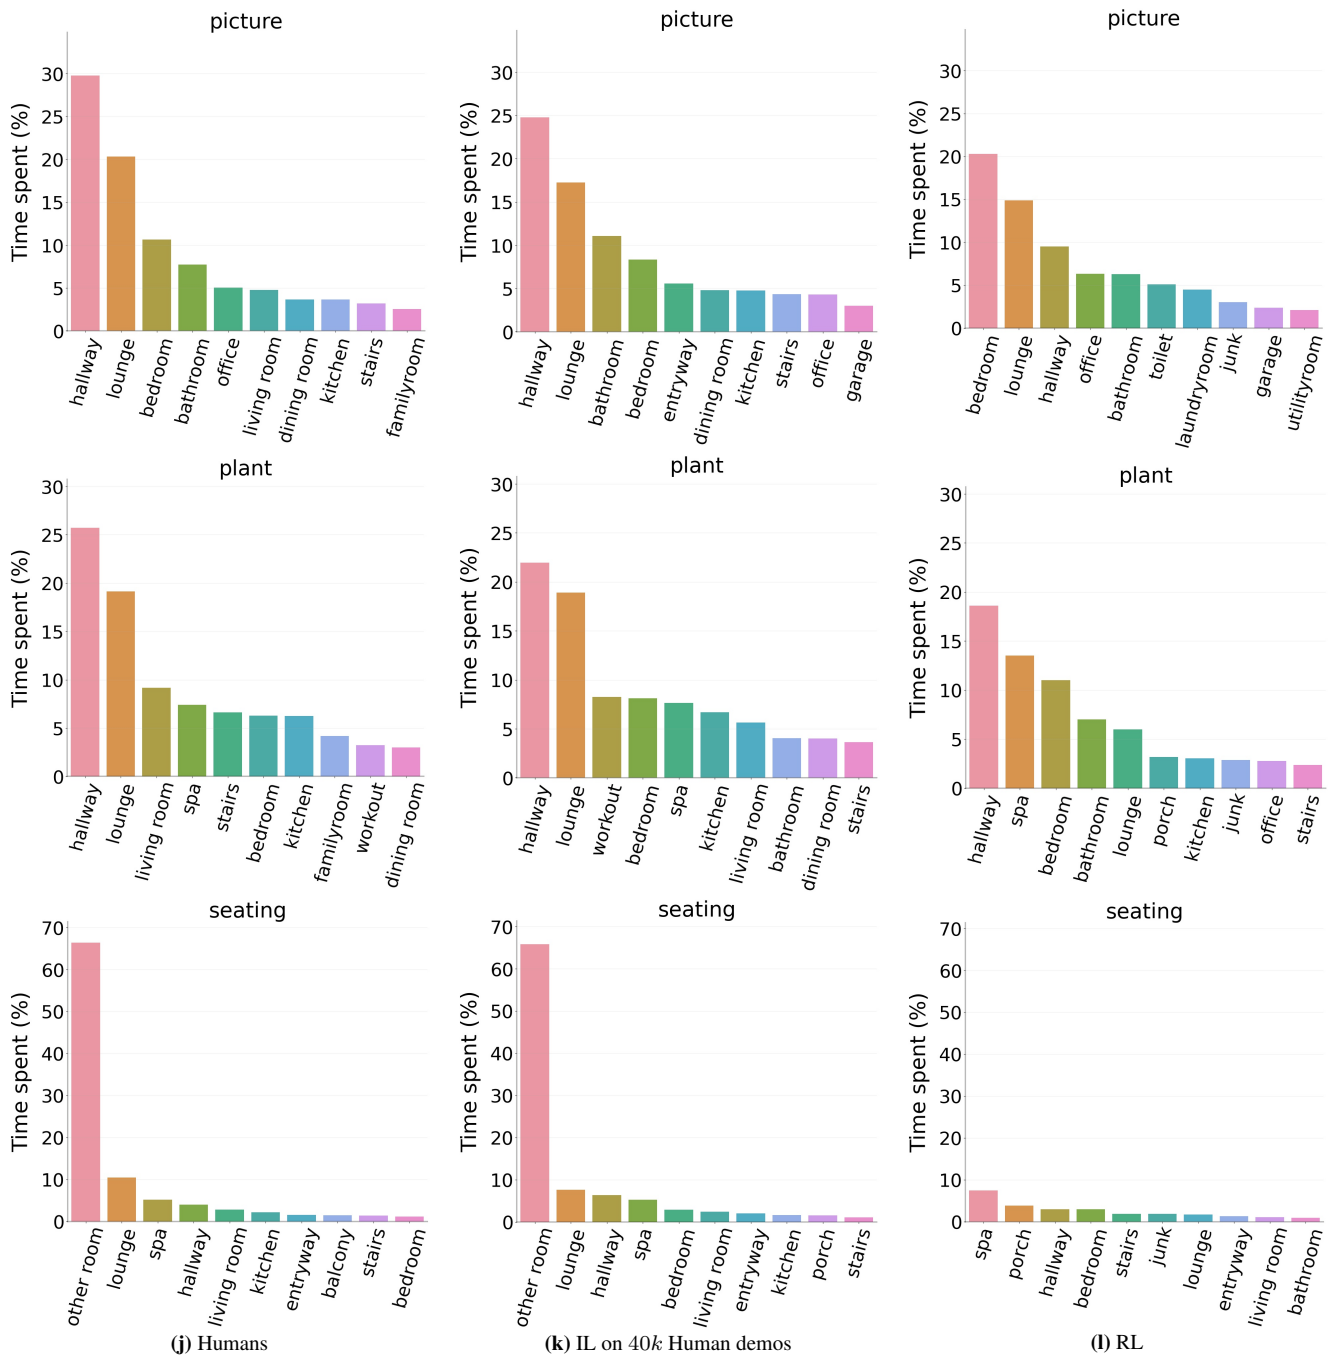 picture
Time spent (%)
30
25
20
15
10
5
0
hallway
lounge
bedroom
bathroom
office
living room
dining room
kitchen
stairs
familyroom
picture
Time spent (%)
30
25
20
15
10
5
0
hallway
lounge
bathroom
bedroom
entryway
dining room
kitchen
stairs
office
garage
picture
Time spent (%)
30
25
20
15
10
5
0
bedroom
lounge
hallway
office
bathroom
toilet
laundryroom
junk
garage
utilityroom
plant
Time spent (%)
30
25
20
15
10
5
0
hallway
lounge
living room
spa
stairs
bedroom
kitchen
familyroom
workout
dining room
plant
Time spent (%)
30
25
20
15
10
5
0
hallway
lounge
workout
bedroom
spa
kitchen
living room
bathroom
dining room
stairs
plant
Time spent (%)
30
25
20
15
10
5
0
hallway
spa
bedroom
bathroom
lounge
porch
kitchen
junk
office
stairs
seating
Time spent (%)
70
60
50
40
30
20
10
0
other room
lounge
spa
hallway
living room
kitchen
entryway
balcony
stairs
bedroom
seating
Time spent (%)
70
60
50
40
30
20
10
0
other room
lounge
hallway
spa
bedroom
living room
entryway
kitchen
porch
stairs
seating
Time spent (%)
70
60
50
40
30
20
10
0
spa
porch
hallway
bedroom
stairs
junk
lounge
entryway
living room
bathroom
(j) Humans
(k) IL on 40k Human demos
(l) RL